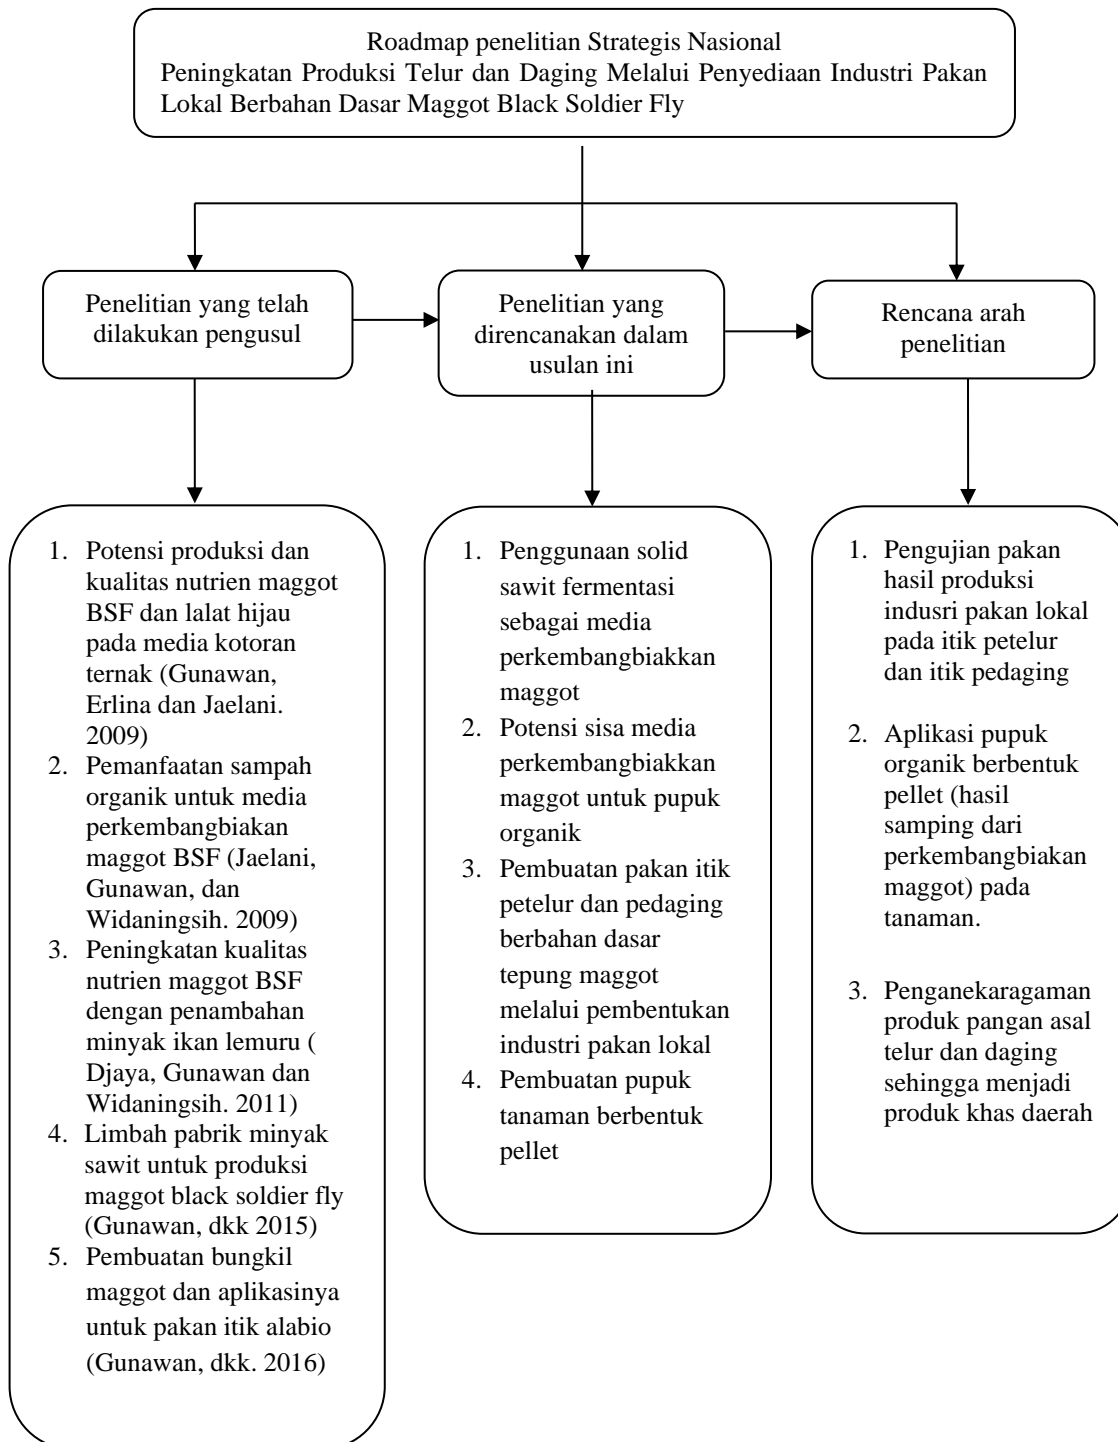 Roadmap penelitian Strategis Nasional
Peningkatan Produksi Telur dan Daging Melalui Penyediaan Industri Pakan
Lokal Berbahan Dasar Maggot Black Soldier Fly
Penelitian yang telah
dilakukan pengusul
Penelitian yang
direncanakan dalam
usulan ini
Rencana arah
penelitian
1. Potensi produksi dan
kualitas nutrien maggot
BSF dan lalat hijau
pada media kotoran
ternak (Gunawan,
Erlina dan Jaelani.
2009)
2. Pemanfaatan sampah
organik untuk media
perkembangbiakan
maggot BSF (Jaelani,
Gunawan, dan
Widaningsih. 2009)
3. Peningkatan kualitas
nutrien maggot BSF
dengan penambahan
minyak ikan lemuru (
Djaya, Gunawan dan
Widaningsih. 2011)
4. Limbah pabrik minyak
sawit untuk produksi
maggot black soldier fly
(Gunawan, dkk 2015)
5. Pembuatan bungkil
maggot dan aplikasinya
untuk pakan itik alabio
(Gunawan, dkk. 2016)
1. Penggunaan solid
sawit fermentasi
sebagai media
perkembangbiakkan
maggot
2. Potensi sisa media
perkembangbiakkan
maggot untuk pupuk
organik
3. Pembuatan pakan itik
petelur dan pedaging
berbahan dasar
tepung maggot
melalui pembentukan
industri pakan lokal
4. Pembuatan pupuk
tanaman berbentuk
pellet
1. Pengujian pakan
hasil produksi
indusri pakan lokal
pada itik petelur
dan itik pedaging
2. Aplikasi pupuk
organik berbentuk
pellet (hasil
samping dari
perkembangbiakan
maggot) pada
tanaman.
3. Penganekaragaman
produk pangan asal
telur dan daging
sehingga menjadi
produk khas daerah